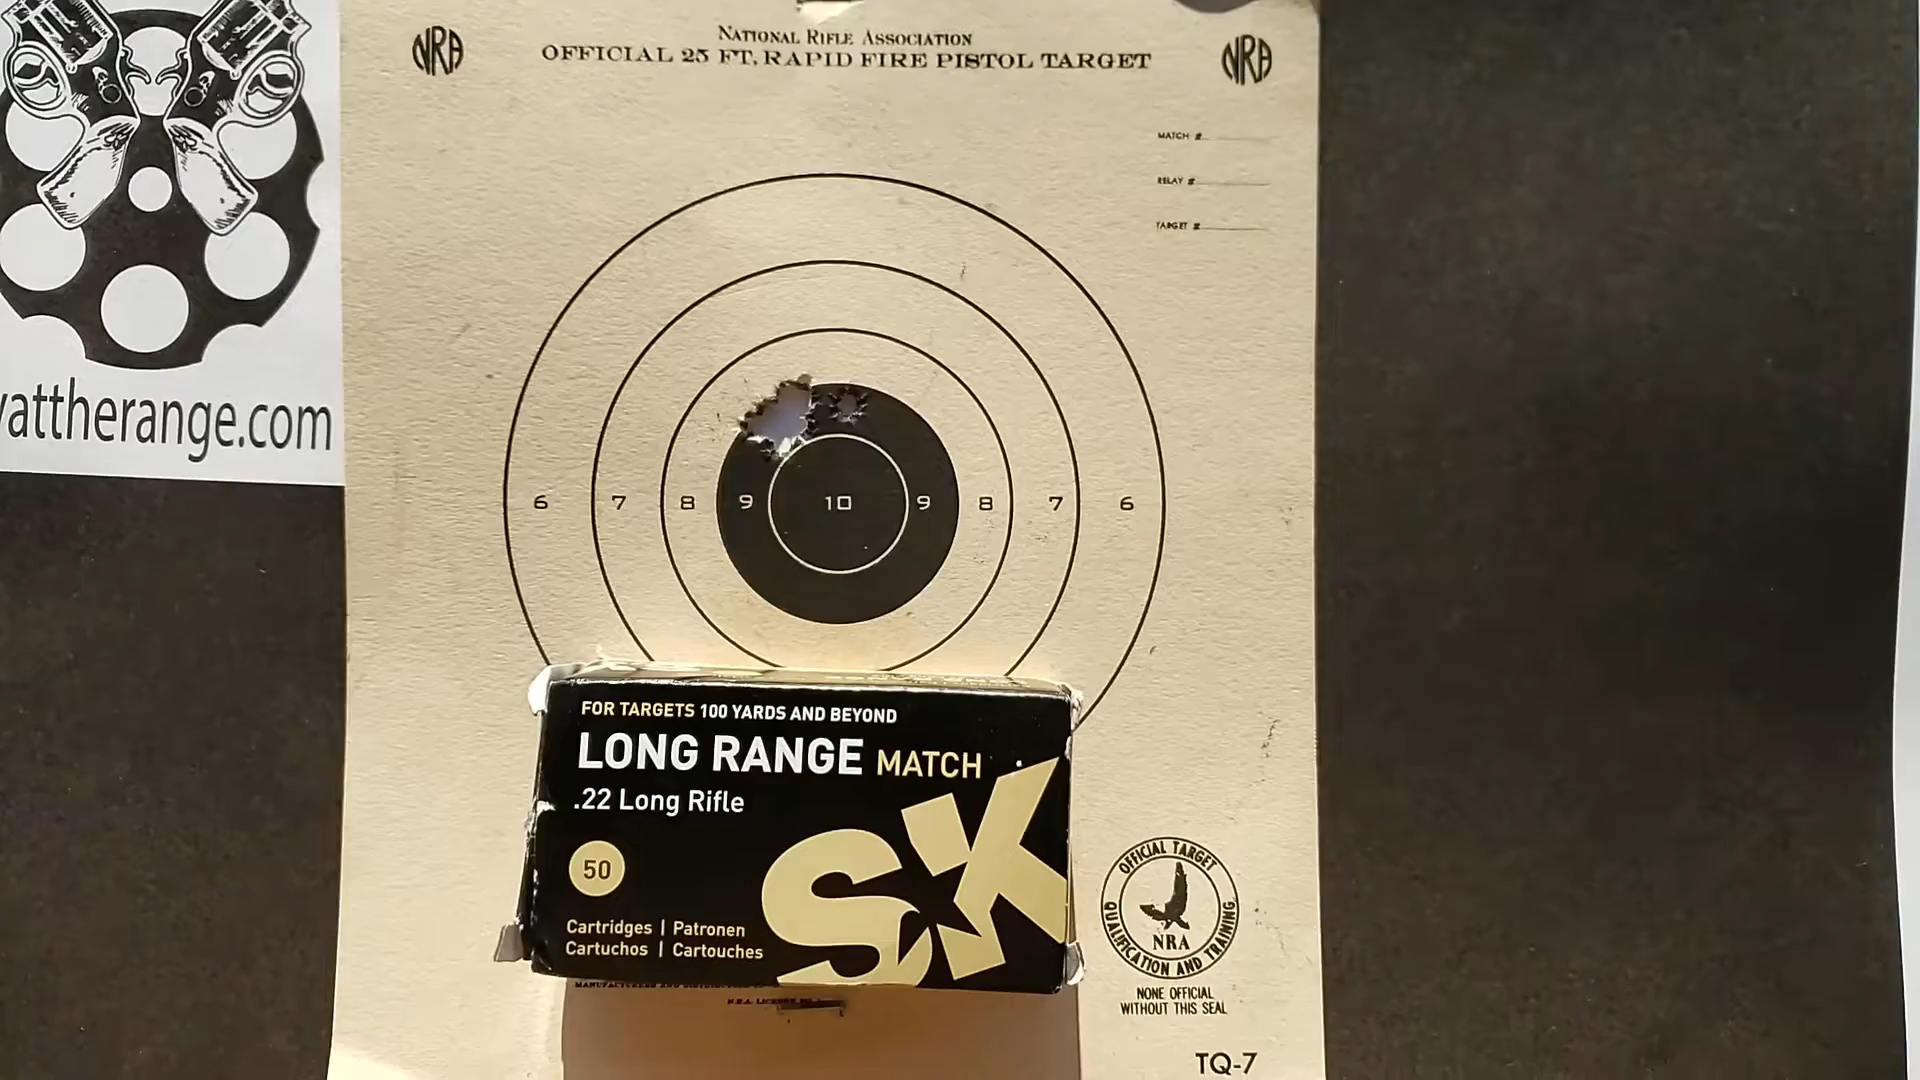 NRA
NATIONAL RIFLE ASSOCIATION
OFFICIAL 25 FT. RAPID FIRE PISTOL TARGET
NRA
MATCH #
RELAY #
TARGET #
attherange.com
6 7 8 9 10 9 8 7 6
FOR TARGETS 100 YARDS AND BEYOND
LONG RANGE MATCH
.22 Long Rifle
50
SK
Cartridges | Patronen
Cartuchos | Cartouches
OFFICIAL TARGET
NRA
QUALIFICATION AND TRAINING
NONE OFFICIAL
WITHOUT THIS SEAL
TQ-7